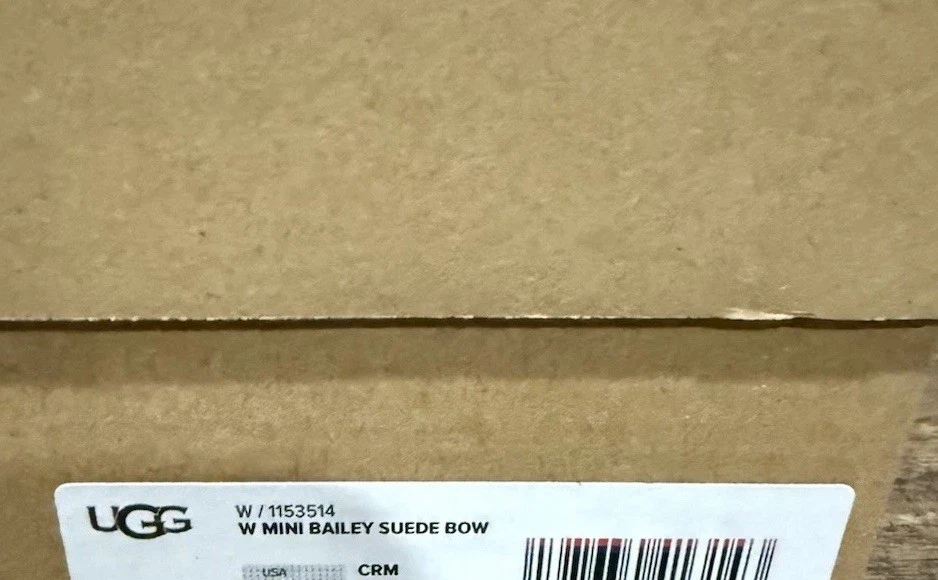 UGG
W / 1153514
W MINI BAILEY SUEDE BOW
USA
CRM